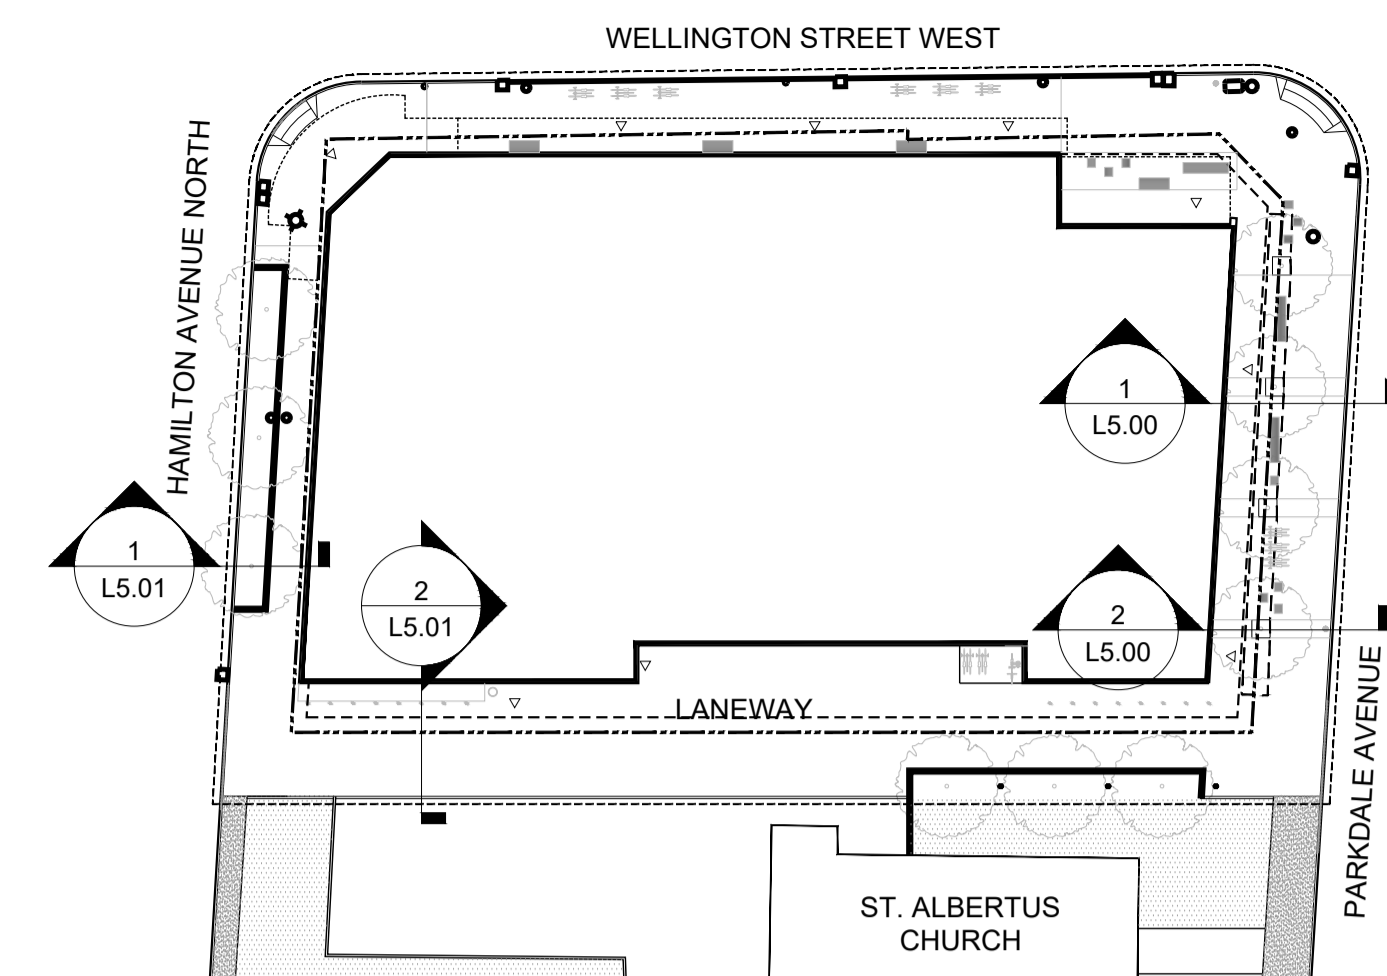 WELLINGTON STREET WEST
HAMILTON AVENUE NORTH
1
L5.00
1
L5.01
2
L5.01
2
L5.00
LANEWAY
PARKDALE AVENUE
ST. ALBERTUS
CHURCH